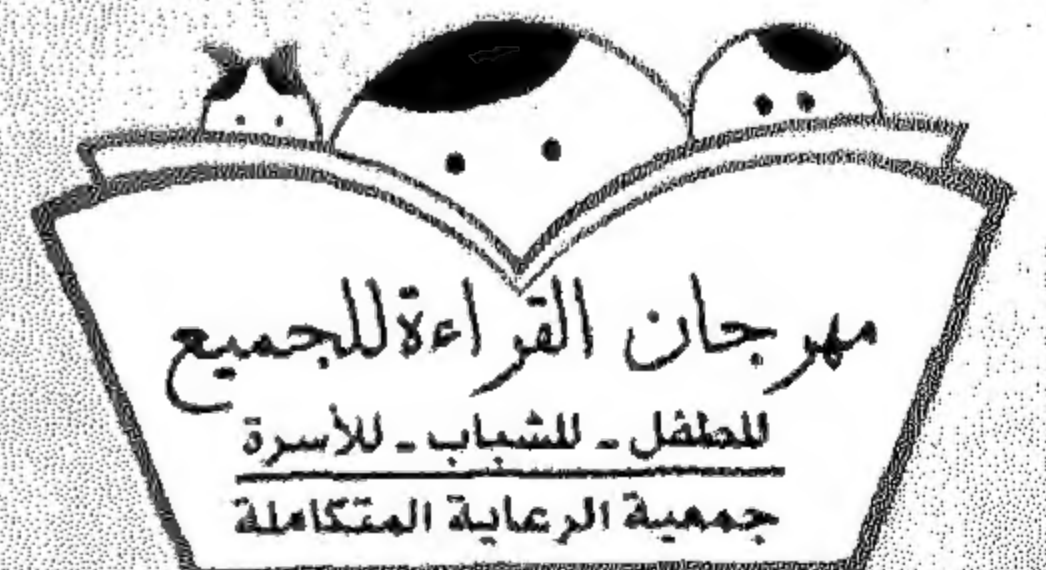 مهرجان القراءة للجميع
للطفل - للشباب - للأسرة
جمعية الرعاية المتكاملة